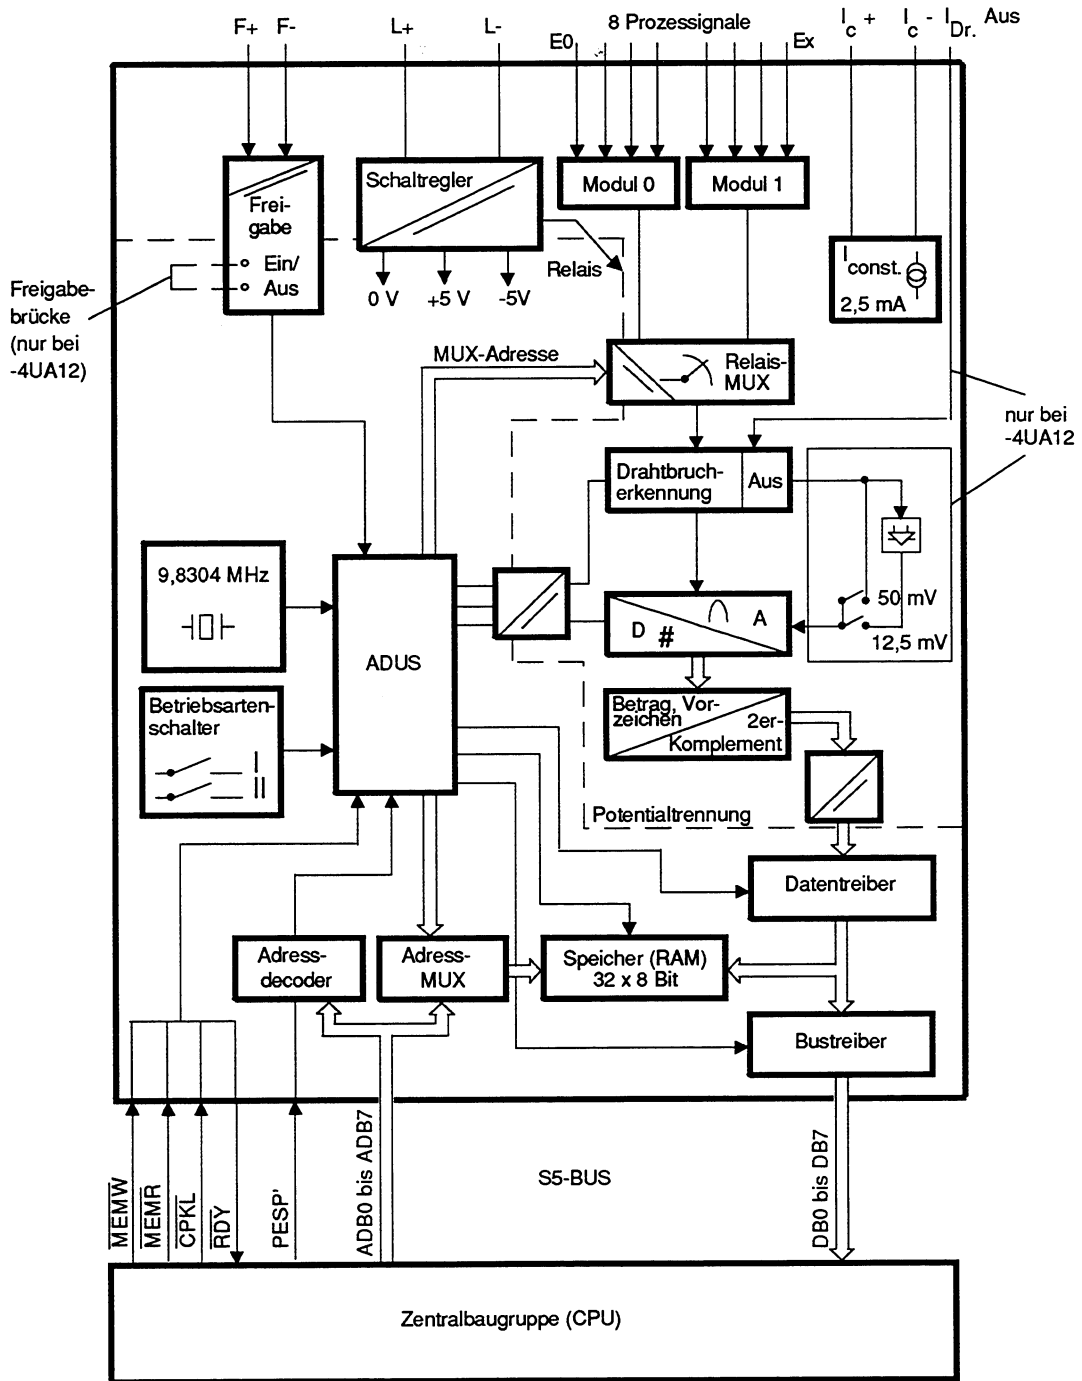 F+ F- L+ L- 8 Prozessignale I_c + I_c - I_Dr. Aus
E0 Ex
Schaltregler
Modul 0
Modul 1
Frei-
gabe
Ein/
Aus
Relais
I const.
2,5 mA
0 V +5 V -5V
Freigabe-
brücke
(nur bei
-4UA12)
MUX-Adresse
Relais-
MUX
nur bei
-4UA12
Drahtbruch-
erkennung
Aus
9,8304 MHz
50 mV
12,5 mV
D # A
ADUS
Betriebsarten-
schalter
I
II
Betrag, Vor-
zeichen
2er-
Komplement
Potentialtrennung
Datentreiber
Adress-
decoder
Adress-
MUX
Speicher (RAM)
32 x 8 Bit
Bustreiber
MEMW
MEMR
CPKL
RDY
PESP'
ADB0 bis ADB7
S5-BUS
DB0 bis DB7
Zentralbaugruppe (CPU)